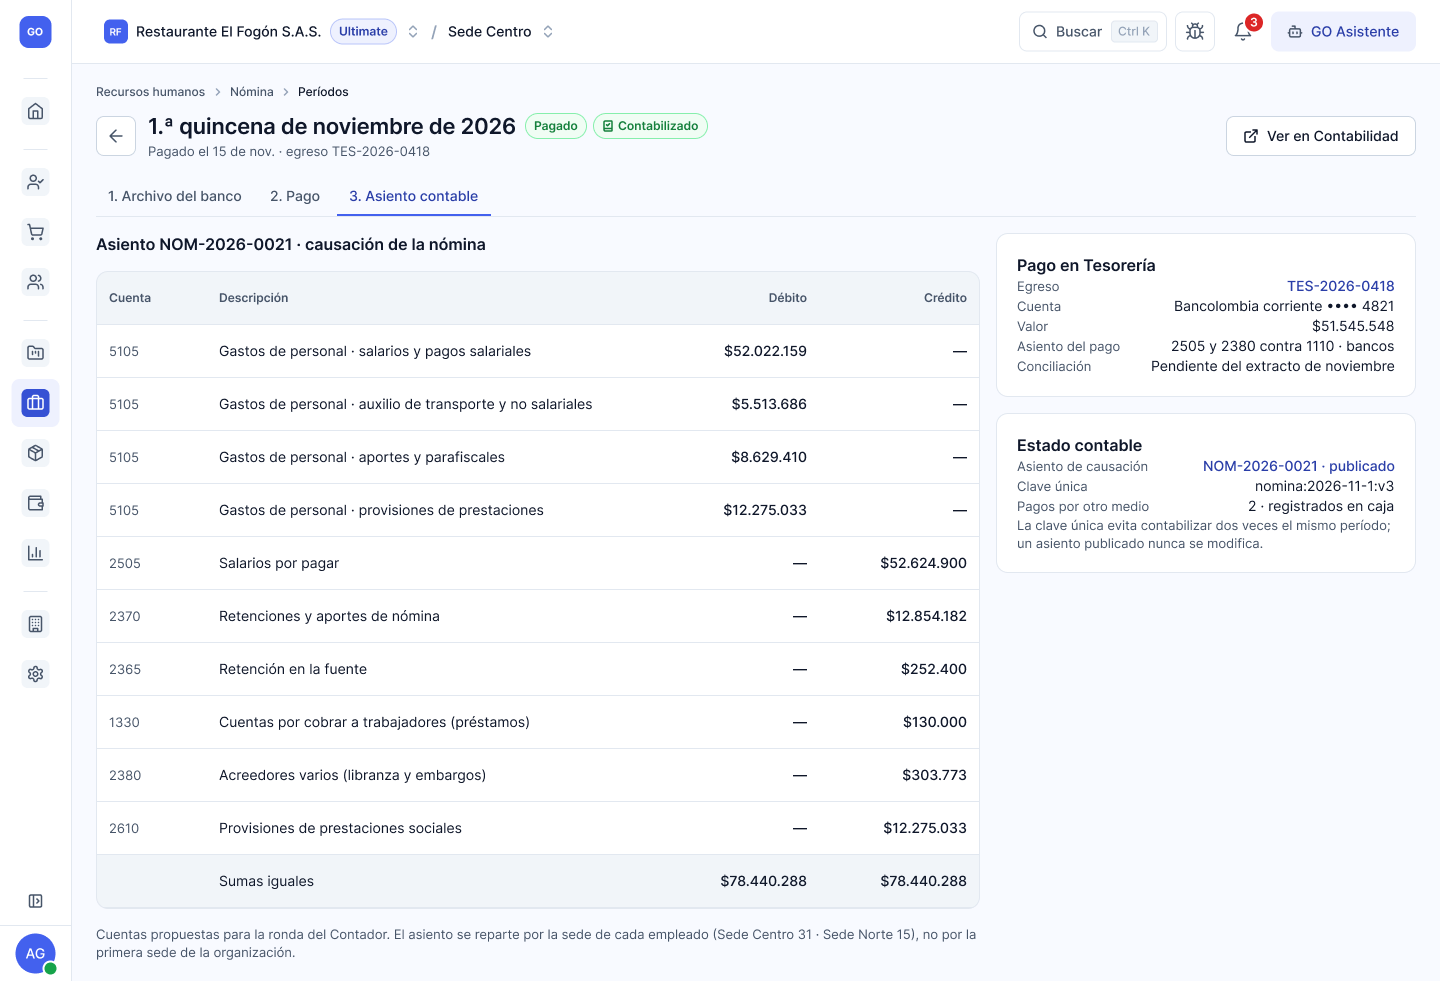 GO
RF Restaurante El Fogón S.A.S. Ultimate / Sede Centro
Buscar Ctrl K
3
GO Asistente
Recursos humanos > Nómina > Períodos
1.ª quincena de noviembre de 2026 Pagado Contabilizado
Pagado el 15 de nov. · egreso TES-2026-0418
Ver en Contabilidad
1. Archivo del banco
2. Pago
3. Asiento contable
Asiento NOM-2026-0021 · causación de la nómina
Cuenta Descripción Débito Crédito
5105 Gastos de personal · salarios y pagos salariales $52.022.159 —
5105 Gastos de personal · auxilio de transporte y no salariales $5.513.686 —
5105 Gastos de personal · aportes y parafiscales $8.629.410 —
5105 Gastos de personal · provisiones de prestaciones $12.275.033 —
2505 Salarios por pagar — $52.624.900
2370 Retenciones y aportes de nómina — $12.854.182
2365 Retención en la fuente — $252.400
1330 Cuentas por cobrar a trabajadores (préstamos) — $130.000
2380 Acreedores varios (libranza y embargos) — $303.773
2610 Provisiones de prestaciones sociales — $12.275.033
Sumas iguales $78.440.288 $78.440.288
Cuentas propuestas para la ronda del Contador. El asiento se reparte por la sede de cada empleado (Sede Centro 31 · Sede Norte 15), no por la
primera sede de la organización.
Pago en Tesorería
Egreso TES-2026-0418
Cuenta Bancolombia corriente •••• 4821
Valor $51.545.548
Asiento del pago 2505 y 2380 contra 1110 · bancos
Conciliación Pendiente del extracto de noviembre
Estado contable
Asiento de causación NOM-2026-0021 · publicado
Clave única nomina:2026-11-1:v3
Pagos por otro medio 2 · registrados en caja
La clave única evita contabilizar dos veces el mismo período;
un asiento publicado nunca se modifica.
AG